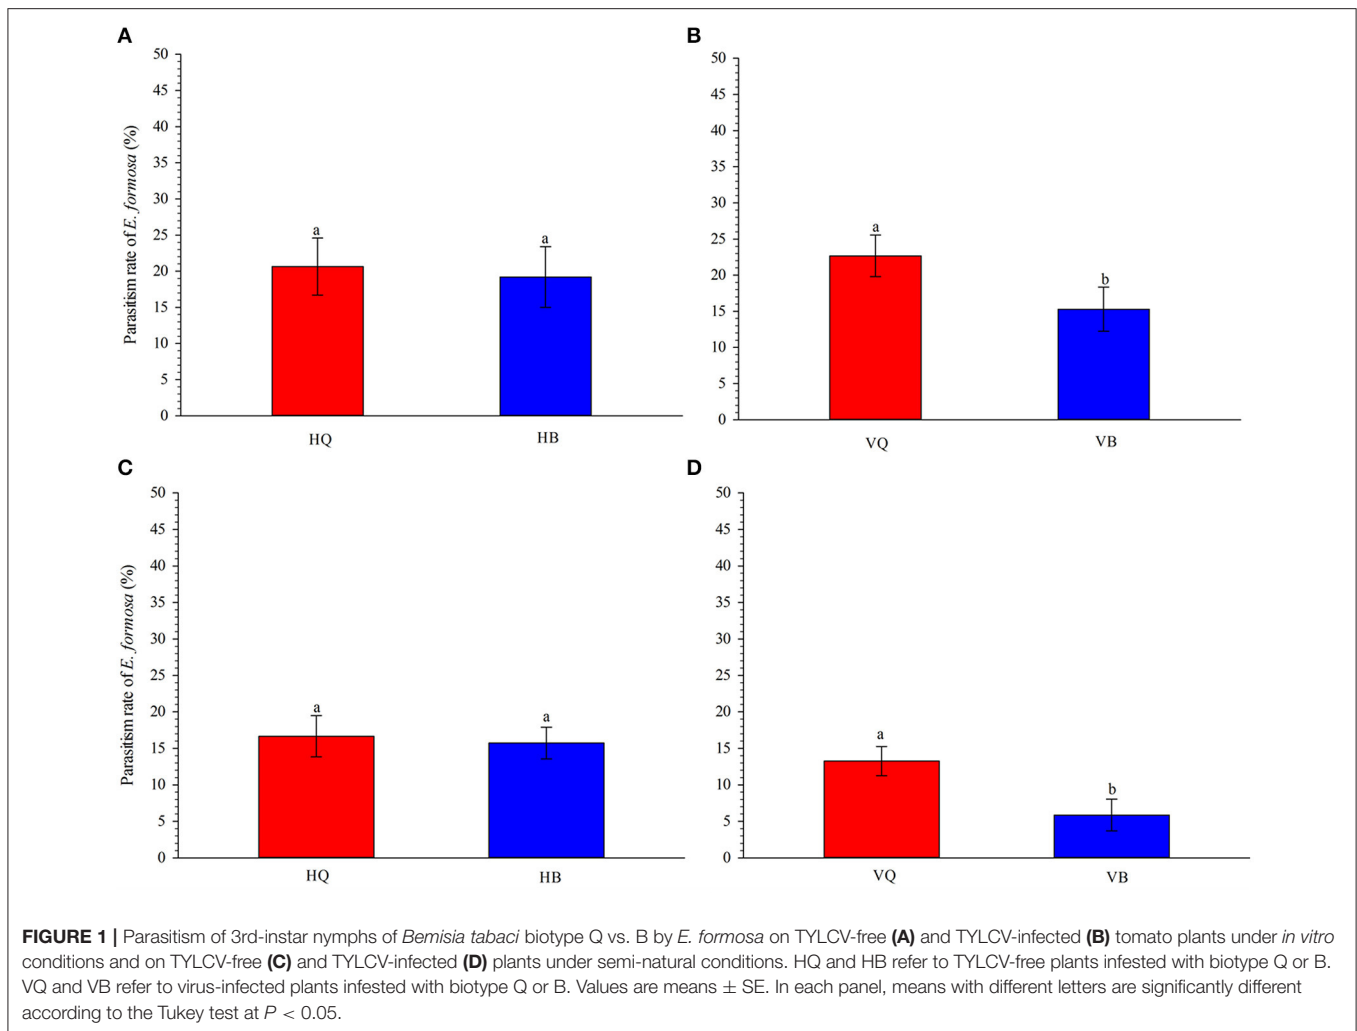 A
50
45
40
35
30
25
20
15
10
5
0
Parasitism rate of E. formosa (%)
a
a
HQ
HB
B
50
45
40
35
30
25
20
15
10
5
0
a
b
VQ
VB
C
50
45
40
35
30
25
20
15
10
5
0
Parasitism rate of E. formosa (%)
a
a
HQ
HB
D
50
45
40
35
30
25
20
15
10
5
0
a
b
VQ
VB
FIGURE 1 | Parasitism of 3rd-instar nymphs of Bemisia tabaci biotype Q vs. B by E. formosa on TYLCV-free (A) and TYLCV-infected (B) tomato plants under in vitro
conditions and on TYLCV-free (C) and TYLCV-infected (D) plants under semi-natural conditions. HQ and HB refer to TYLCV-free plants infested with biotype Q or B.
VQ and VB refer to virus-infected plants infested with biotype Q or B. Values are means ± SE. In each panel, means with different letters are significantly different
according to the Tukey test at P < 0.05.